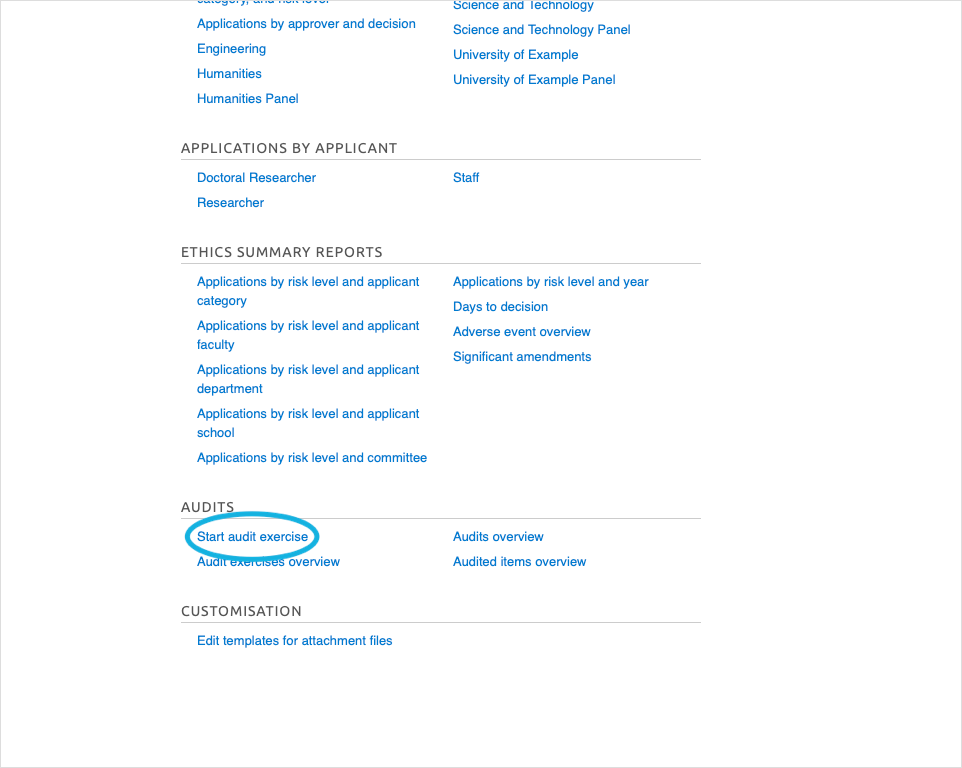 category, and risk level
Applications by approver and decision
Engineering
Humanities
Humanities Panel
Science and Technology
Science and Technology Panel
University of Example
University of Example Panel
APPLICATIONS BY APPLICANT
Doctoral Researcher
Researcher
Staff
ETHICS SUMMARY REPORTS
Applications by risk level and applicant
category
Applications by risk level and applicant
faculty
Applications by risk level and applicant
department
Applications by risk level and applicant
school
Applications by risk level and committee
Applications by risk level and year
Days to decision
Adverse event overview
Significant amendments
AUDITS
Start audit exercise
Audit exercises overview
Audits overview
Audited items overview
CUSTOMISATION
Edit templates for attachment files